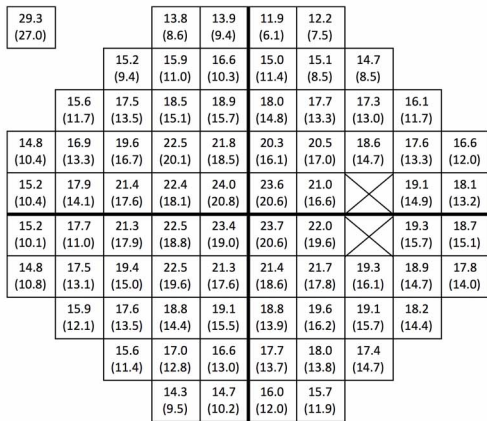 29.3 13.8 13.9 11.9 12.2
(27.0) (8.6) (9.4) (6.1) (7.5)
15.2 15.9 16.6 15.0 15.1 14.7
(9.4) (11.0) (10.3) (11.4) (8.5) (8.5)
15.6 17.5 18.5 18.9 18.0 17.7 17.3 16.1
(11.7) (13.5) (15.1) (15.7) (14.8) (13.3) (13.0) (11.7)
14.8 16.9 19.6 22.5 21.8 20.3 20.5 18.6 17.6 16.6
(10.4) (13.3) (16.7) (20.1) (18.5) (16.1) (17.0) (14.7) (13.3) (12.0)
15.2 17.9 21.4 22.4 24.0 23.6 21.0 19.1 18.1
(10.4) (14.1) (17.6) (18.1) (20.8) (20.6) (16.6) (14.9) (13.2)
15.2 17.7 21.3 22.5 23.4 23.7 22.0 19.3 18.7
(10.1) (11.0) (17.9) (18.8) (19.0) (20.6) (19.6) (15.7) (15.1)
14.8 17.5 19.4 22.5 21.3 21.4 21.7 19.3 18.9 17.8
(10.8) (13.1) (15.0) (19.6) (17.6) (18.6) (17.8) (16.1) (14.7) (14.0)
15.9 17.6 18.8 19.1 18.8 19.6 19.1 18.2
(12.1) (13.5) (14.4) (15.5) (13.9) (16.2) (15.7) (14.4)
15.6 17.0 16.6 17.7 18.0 17.4
(11.4) (12.8) (13.0) (13.7) (13.8) (14.7)
14.3 14.7 16.0 15.7
(9.5) (10.2) (12.0) (11.9)